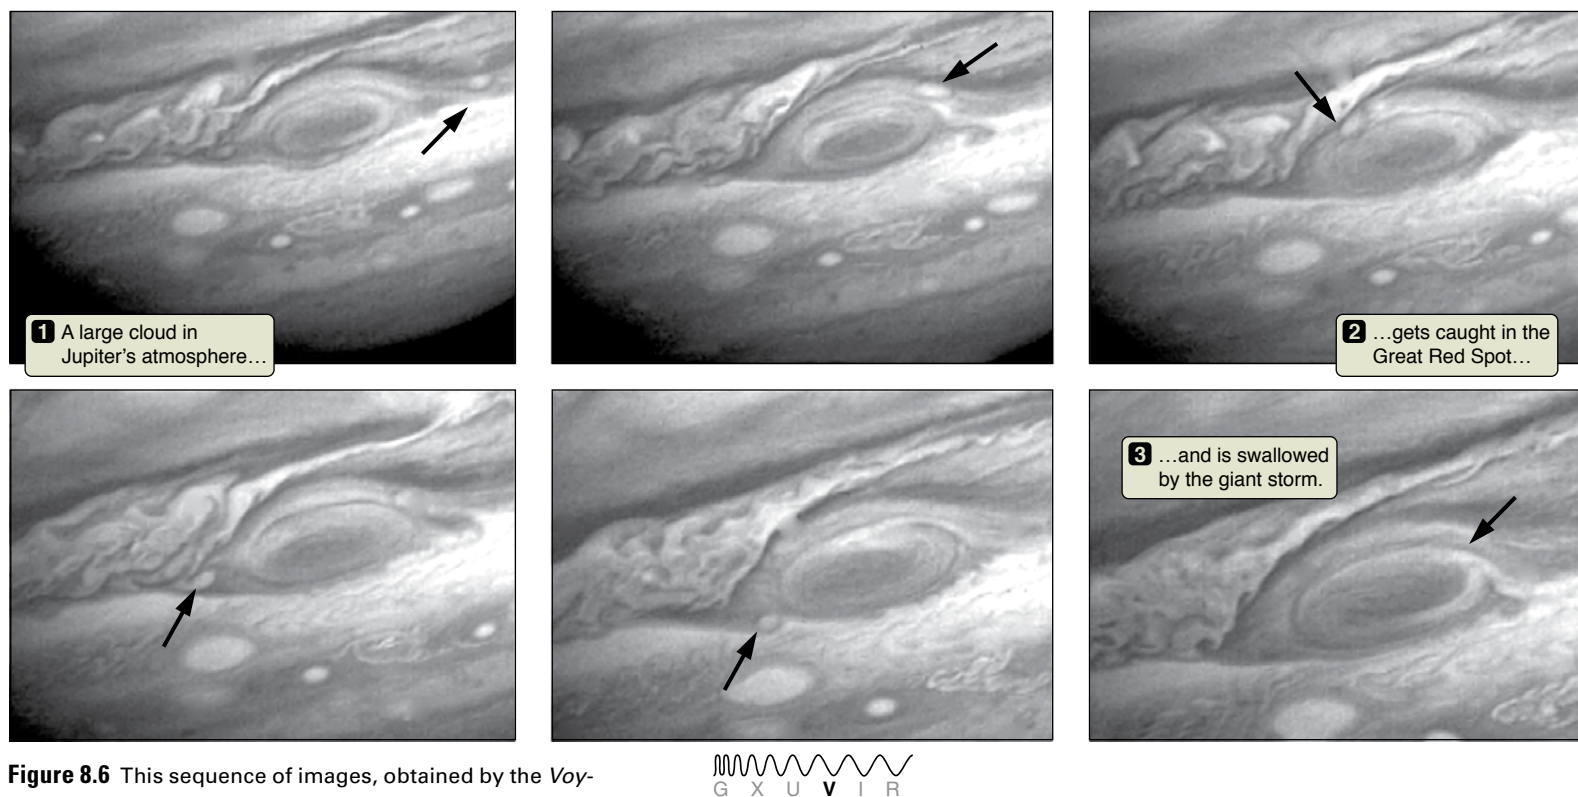 1 A large cloud in
Jupiter’s atmosphere…
2 …gets caught in the
Great Red Spot…
3 …and is swallowed
by the giant storm.
Figure 8.6 This sequence of images, obtained by the Voy-
G X U V I R